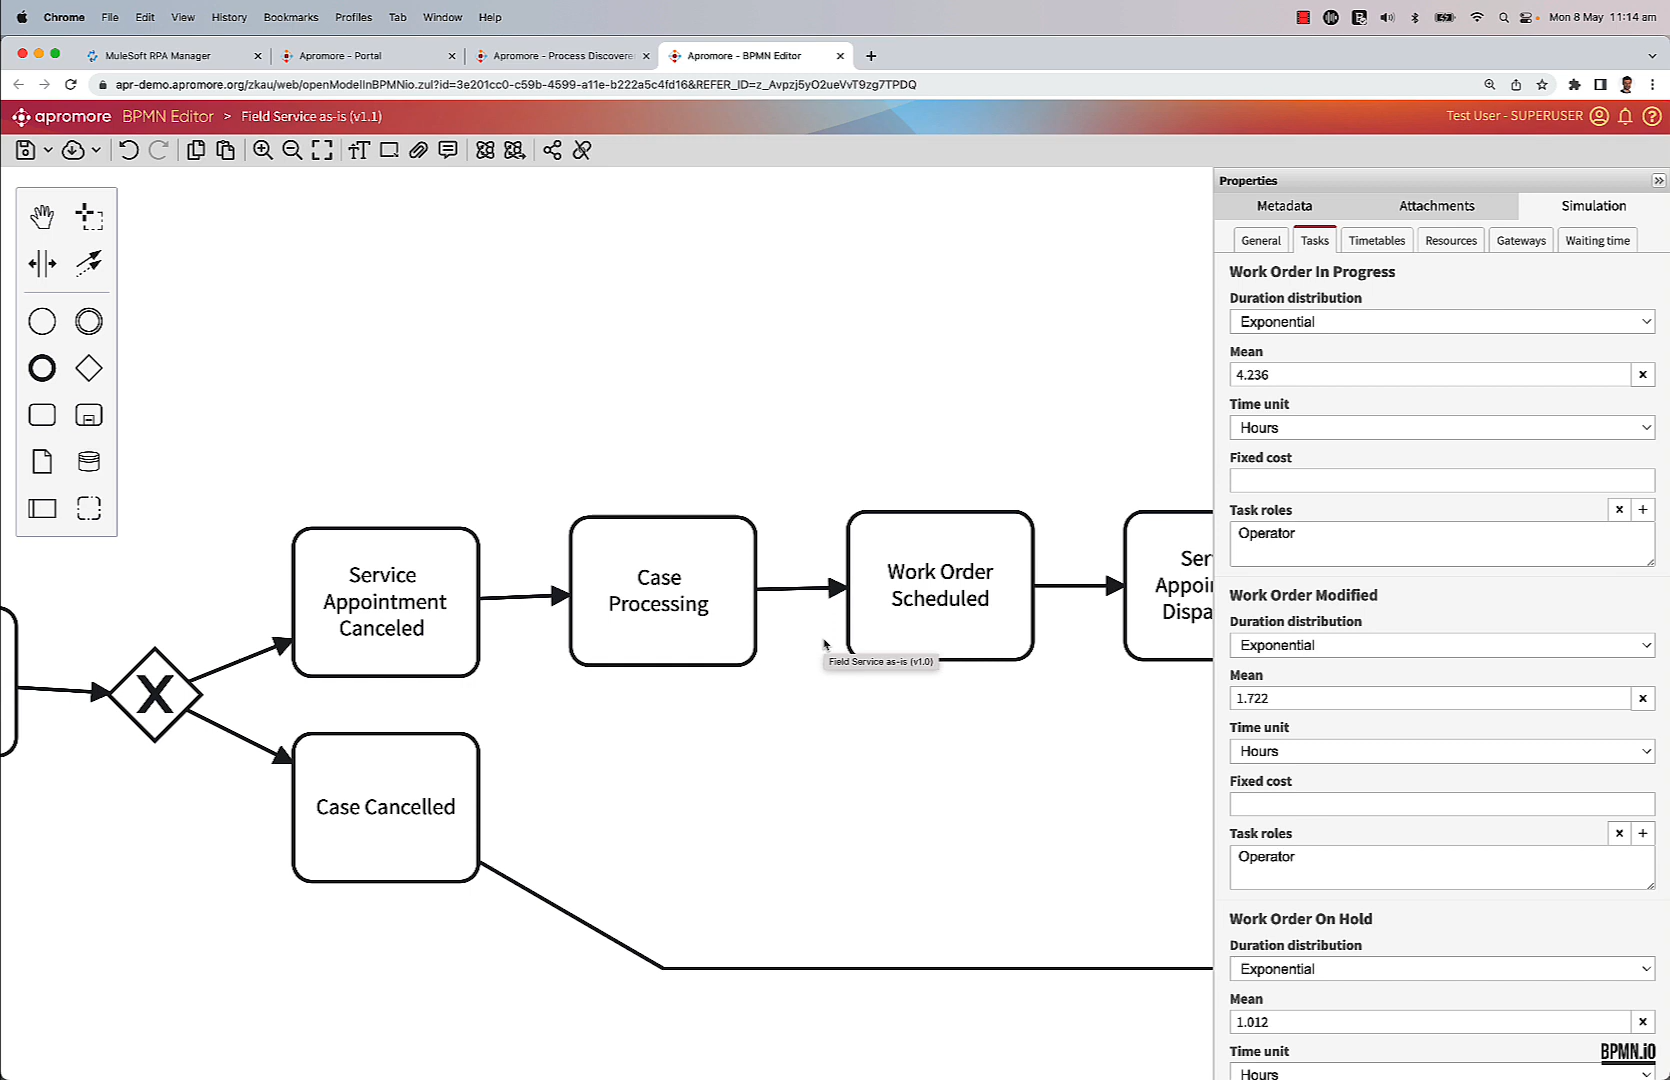 Chrome File Edit View History Bookmarks Profiles Tab Window Help Mon 8 May 11:14 am
MuleSoft RPA Manager Apromore - Portal Apromore - Process Discovere Apromore - BPMN Editor
apr-demo.apromore.org/zkau/web/openModelInBPMNio.zul?id=3e201cc0-c59b-4599-a11e-b222a5c4fd16&REFER_ID=z_Avpzj5yO2ueVvT9zg7TPDQ
apromore BPMN Editor > Field Service as-is (v1.1) Test User - SUPERUSER
Properties
Metadata Attachments Simulation
General Tasks Timetables Resources Gateways Waiting time
Work Order In Progress
Duration distribution
Exponential
Mean
4.236
Time unit
Hours
Fixed cost
Task roles
Operator
Work Order Modified
Duration distribution
Exponential
Mean
1.722
Time unit
Hours
Fixed cost
Task roles
Operator
Work Order On Hold
Duration distribution
Exponential
Mean
1.012
Time unit
Hours
BPMN.iO
X
Service
Appointment
Canceled
Case
Processing
Work Order
Scheduled
Ser
Appoi
Dispa
Field Service as-is (v1.0)
Case Cancelled